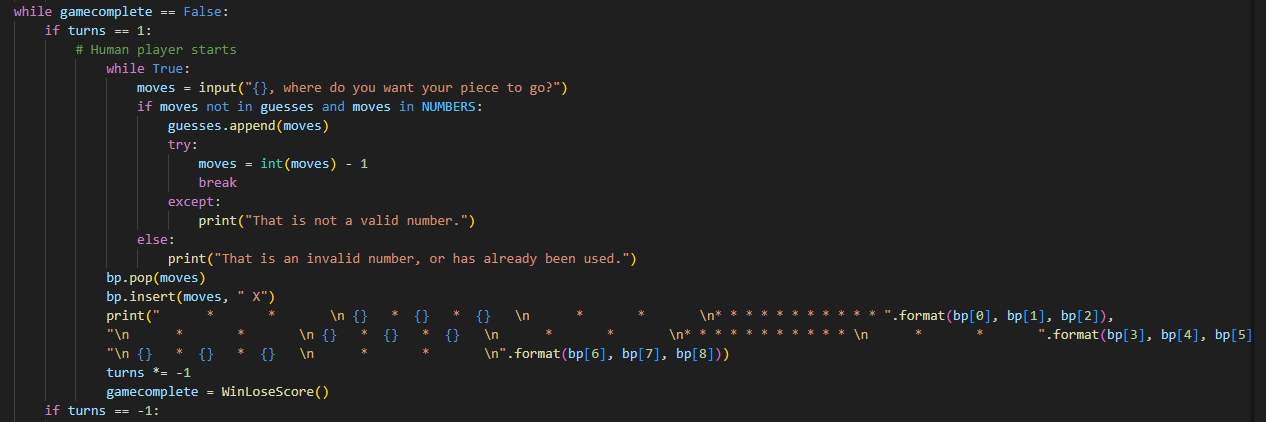 while gamecomplete == False:
    if turns == 1:
        # Human player starts
            while True:
                moves = input("{}, where do you want your piece to go?")
                if moves not in guesses and moves in NUMBERS:
                    guesses.append(moves)
                    try:
                        moves = int(moves) - 1
                        break
                    except:
                        print("That is not a valid number.")
                else:
                    print("That is an invalid number, or has already been used.")
            bp.pop(moves)
            bp.insert(moves, " X")
            print("      *       *       \n {}   *  {}   *  {}   \n      *       *       \n* * * * * * * * * * * ".format(bp[0], bp[1], bp[2]),
            "\n      *       *       \n {}   *  {}   *  {}   \n      *       *       \n* * * * * * * * * * * \n      *       *       ".format(bp[3], bp[4], bp[5]
            "\n {}   *  {}   *  {}   \n      *       *       \n".format(bp[6], bp[7], bp[8]))
            turns *= -1
            gamecomplete = WinLoseScore()
    if turns == -1: